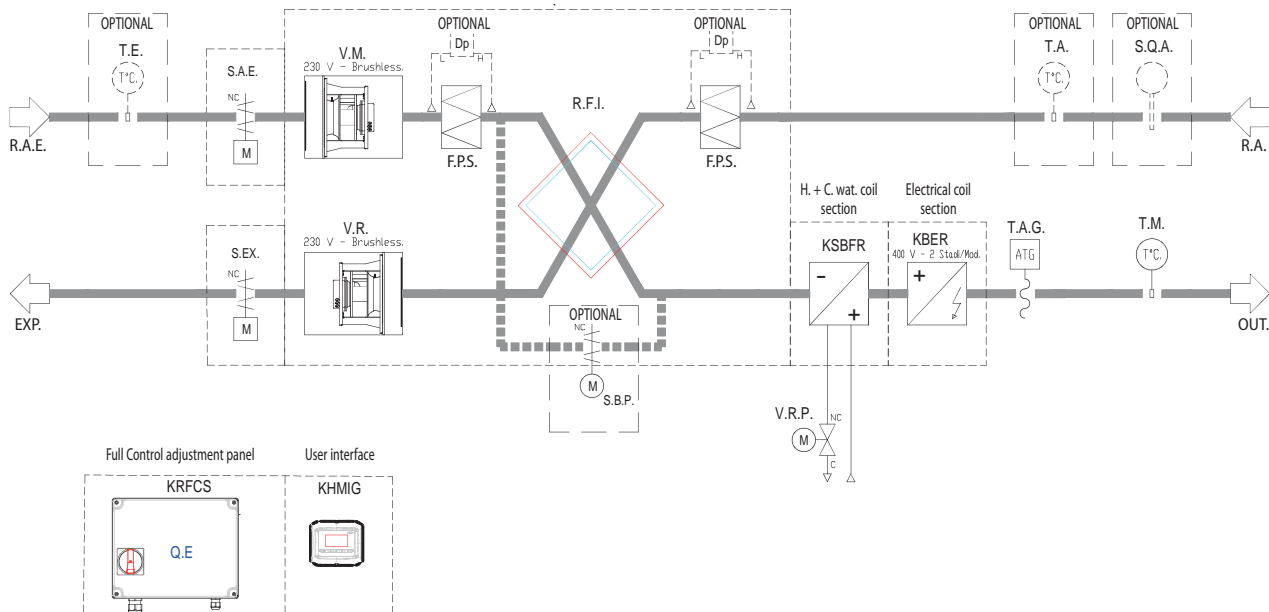 OPTIONAL
T.E.
T°C.
S.A.E.
NC
M
V.M.
230 V - Brushless.
OPTIONAL
Dp
L
H
F.P.S.
R.F.I.
OPTIONAL
Dp
L
H
F.P.S.
OPTIONAL
T.A.
T°C.
OPTIONAL
S.Q.A.
R.A.E.
R.A.
S.EX.
NC
M
V.R.
230 V - Brushless.
EXP.
OPTIONAL
NC
M
S.B.P.
H. + C. wat. coil
section
KSBFR
-
+
Electrical coil
section
KBER
400 V - 2 Stadi/Mod.
+
T.A.G.
ATG
T.M.
T°C.
OUT.
V.R.P.
NC
M
C
Full Control adjustment panel
KRFCS
Q.E
User interface
KHMIG